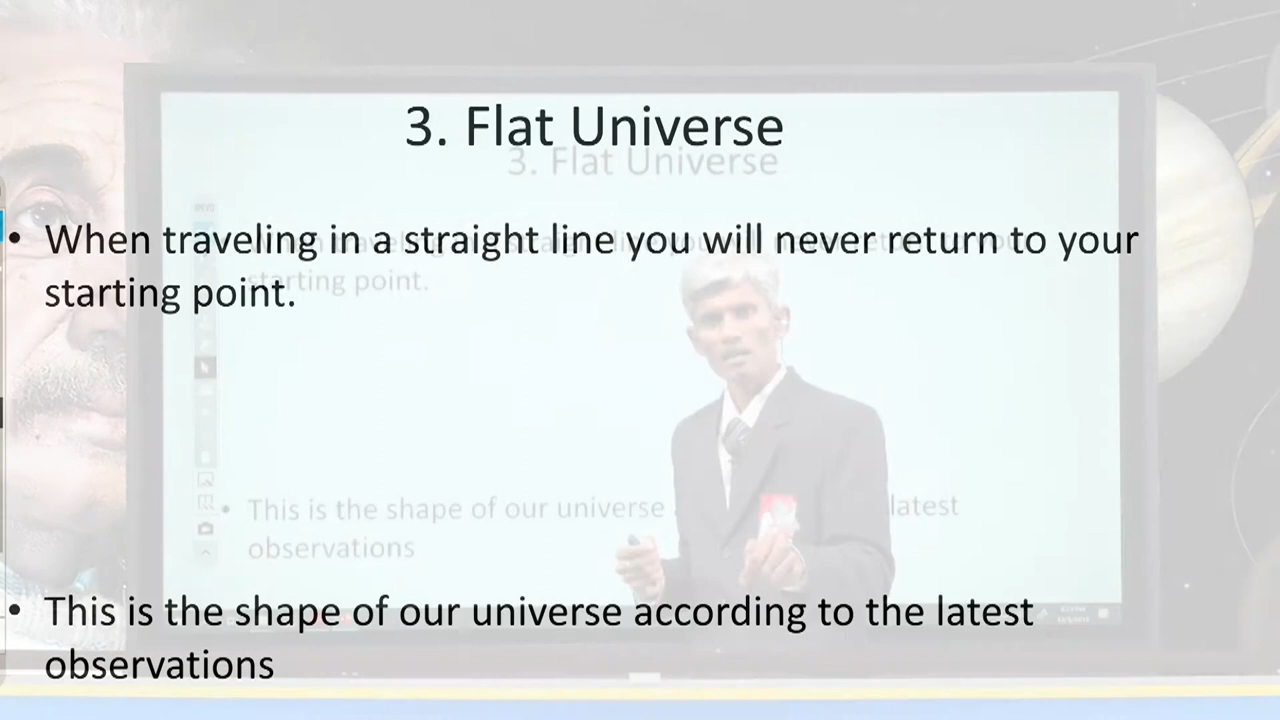 3. Flat Universe
3. Flat Universe
• When traveling in a straight line you will never return to your
starting point.
starting point.
• This is the shape of our universe latest
observations
• This is the shape of our universe according to the latest
observations